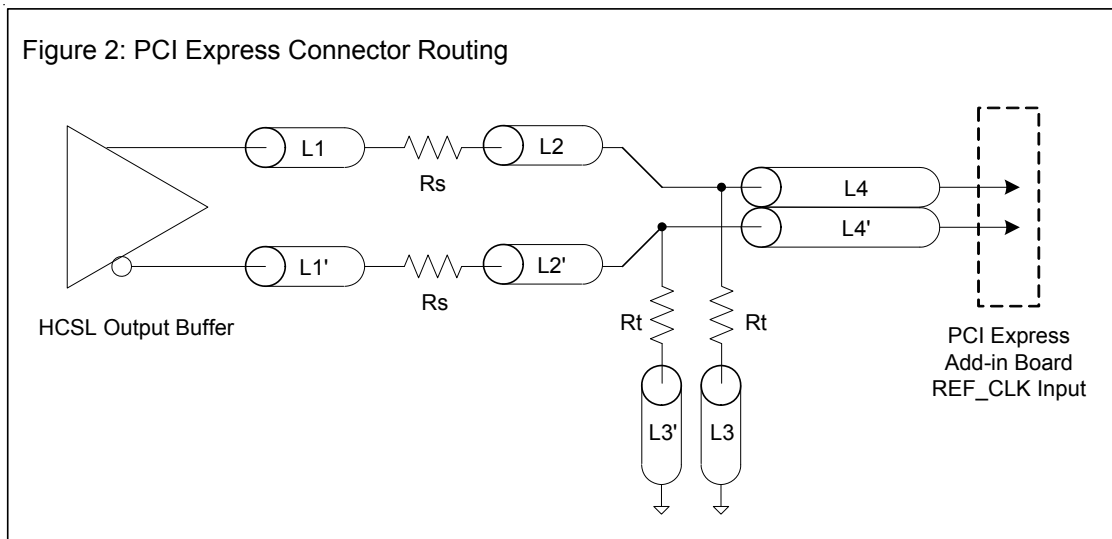 Figure 2: PCI Express Connector Routing
L1
Rs
L2
L4
L4'
L1'
Rs
L2'
HCSL Output Buffer
Rt
Rt
L3'
L3
PCI Express
Add-in Board
REF_CLK Input